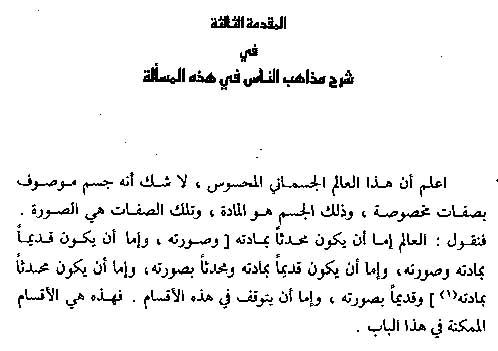 المقدمة الثالثة
في
شرح مذاهب الناس في هذه المسألة
اعلم أن هذا العالم الجسماني المحسوس ، لا شك أنه جسم موصوف
بصفات مخصوصة ، وذلك الجسم هو المادة ، وتلك الصفات هي الصورة .
فنقول : العالم إما أن يكون محدثاً بمادته [ وصورته ، وإما أن يكون قديماً
بمادته وصورته، وإما أن يكون قديماً بمادته ومحدثاً بصورته، وإما أن يكون محدثاً
بمادته(١) ] وقديماً بصورته ، وإما أن يتوقف في هذه الأقسام . فهذه هي الأقسام
الممكنة في هذا الباب .